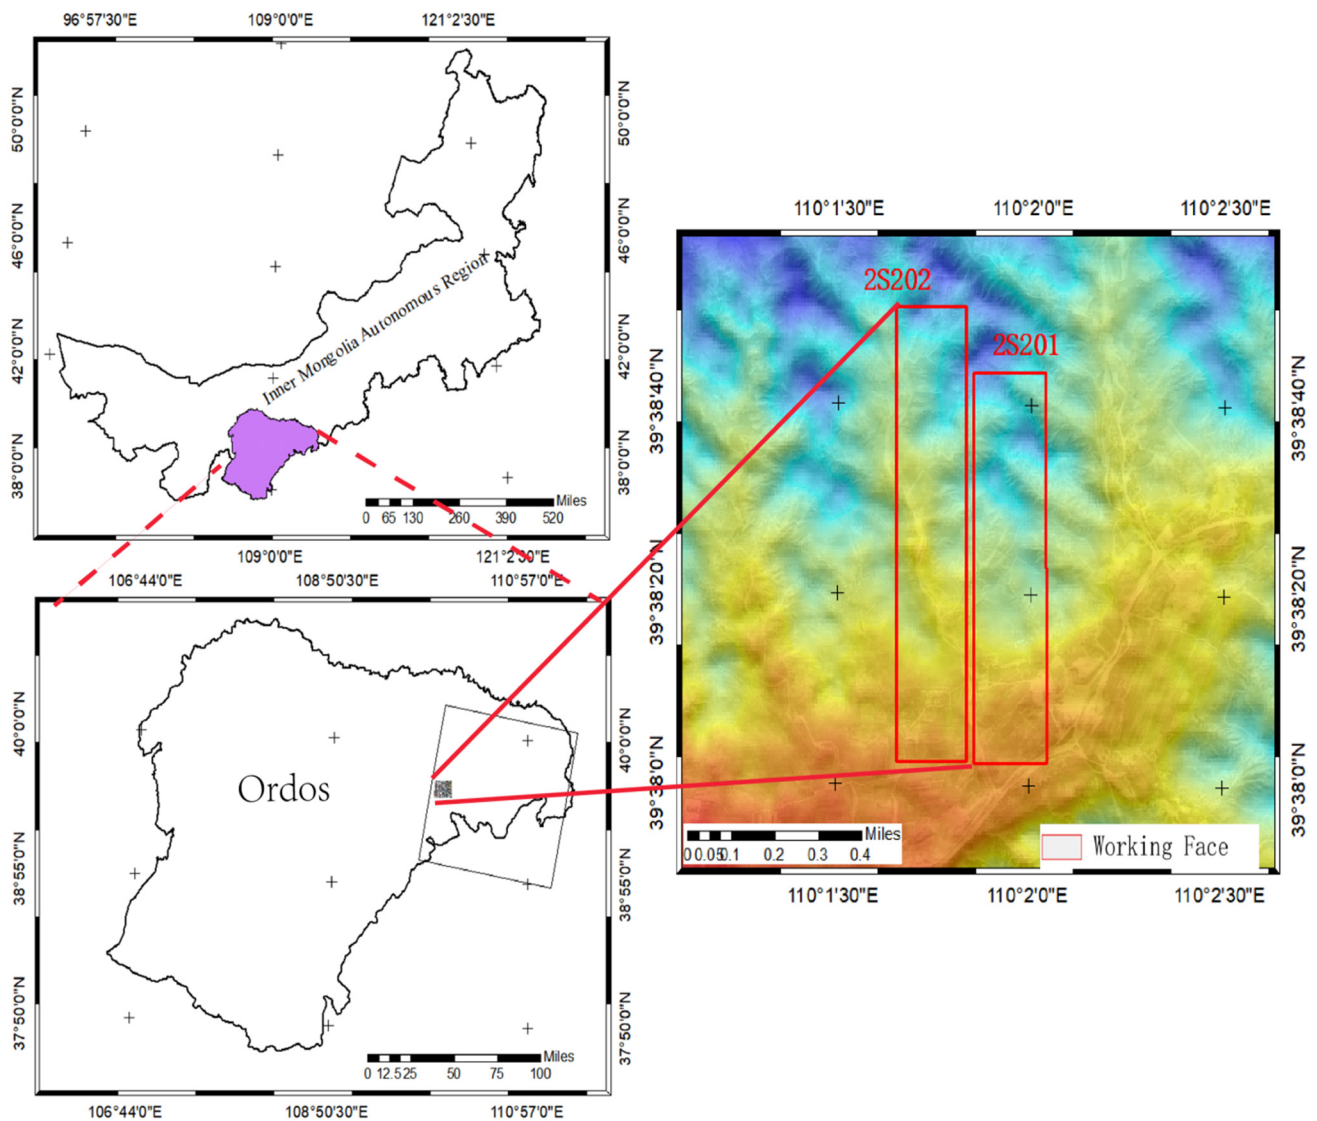 96°57'30"E 109°0'0"E 121°2'30"E
50°0'0"N 50°0'0"N
46°0'0"N 46°0'0"N
42°0'0"N 42°0'0"N
38°0'0"N 38°0'0"N
Inner Mongolia Autonomous Region
Miles
0 65 130 260 390 520
109°0'0"E 121°2'30"E
106°44'0"E 108°50'30"E 110°57'0"E
40°0'0"N 40°0'0"N
38°55'0"N 38°55'0"N
37°50'0"N 37°50'0"N
Ordos
Miles
0 12.5 25 50 75 100
106°44'0"E 108°50'30"E 110°57'0"E
110°1'30"E 110°2'0"E 110°2'30"E
2S202
2S201
39°38'40"N 39°38'40"N
39°38'20"N 39°38'20"N
39°38'0"N 39°38'0"N
Miles
0 0.05 0.1 0.2 0.3 0.4
Working Face
110°1'30"E 110°2'0"E 110°2'30"E